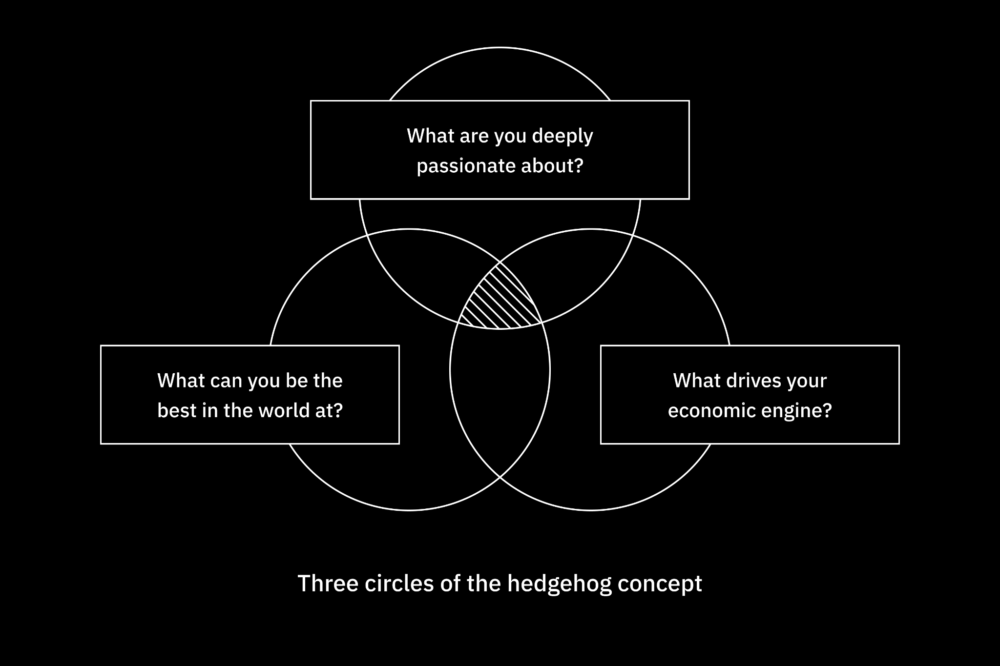 What are you deeply
passionate about?
What can you be the
best in the world at?
What drives your
economic engine?
Three circles of the hedgehog concept